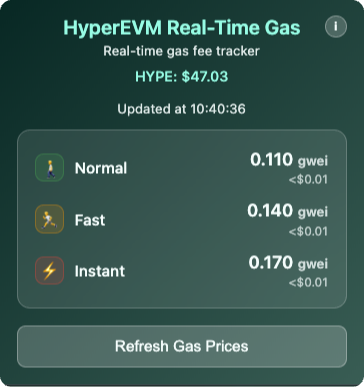 HyperEVM Real-Time Gas
i
Real-time gas fee tracker
HYPE: $47.03
Updated at 10:40:36
Normal
0.110 gwei
<$0.01
Fast
0.140 gwei
<$0.01
Instant
0.170 gwei
<$0.01
Refresh Gas Prices